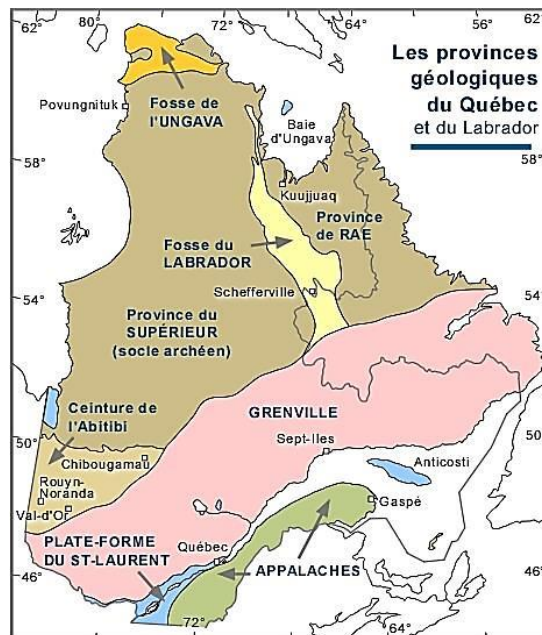 62° 80° 72° 64° 56° 62°
Les provinces
géologiques
du Québec
et du Labrador
Fosse de
l'UNGAVA
Povungnituk
Baie
d'Ungava
58° 58°
Kuujjuaq
Province
de RAE
Fosse du
LABRADOR
Schefferville
54° 54°
Province du
SUPÉRIEUR
(socle archéen)
Ceinture de
l'Abitibi
GRENVILLE
50° 50°
Sept-Iles
Chibougamau
Anticosti
Rouyn-
Noranda
Val-d'Or
Gaspé
PLATE-FORME
DU ST-LAURENT
Québec
APPALACHES
46° 46°
72° 64°